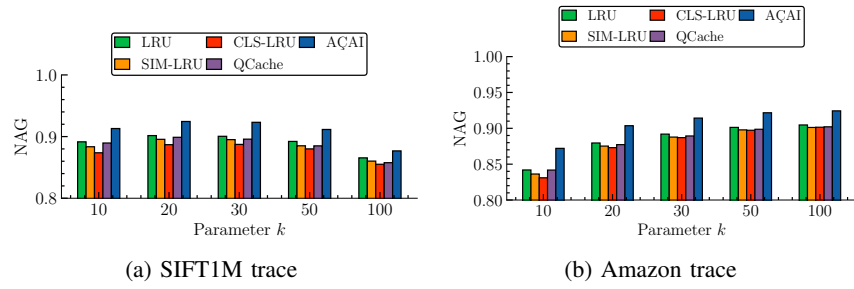 LRU CLS-LRU AÇAI
SIM-LRU QCache
1.0
0.9
0.8
NAG
10 20 30 50 100
Parameter k
(a) SIFT1M trace
LRU CLS-LRU AÇAI
SIM-LRU QCache
1.00
0.95
0.90
0.85
0.80
NAG
10 20 30 50 100
Parameter k
(b) Amazon trace